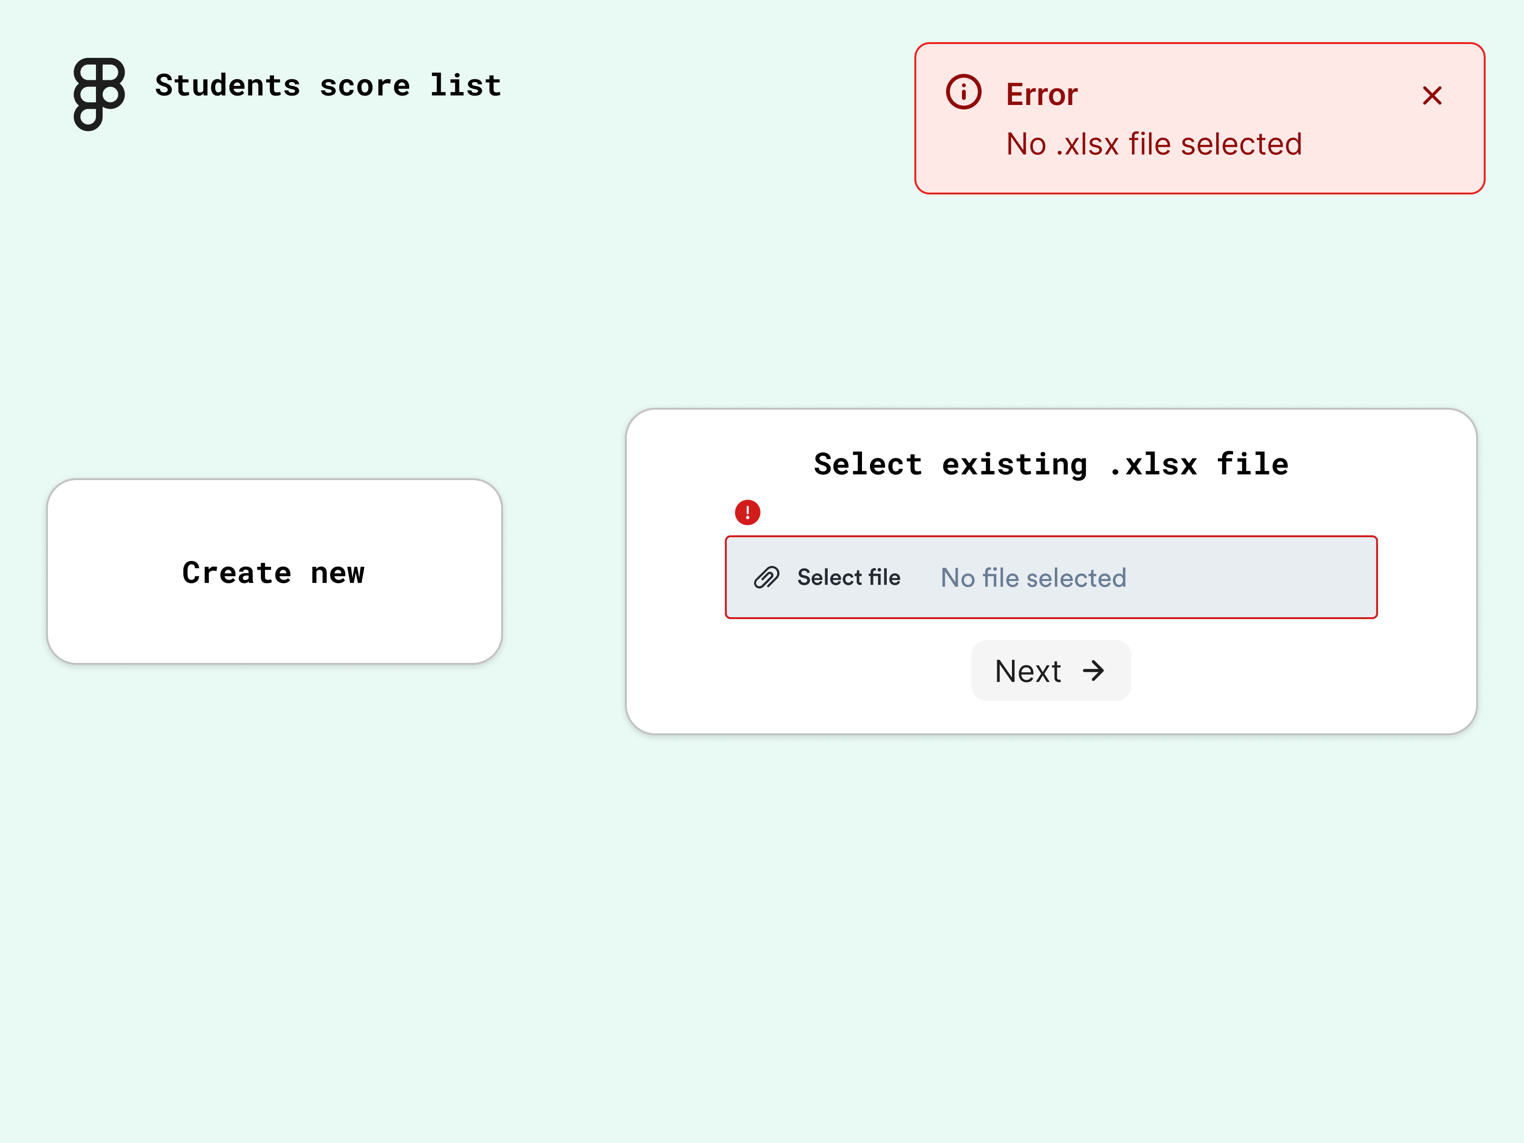 Students score list
Error
No .xlsx file selected
Create new
Select existing .xlsx file
Select file No file selected
Next